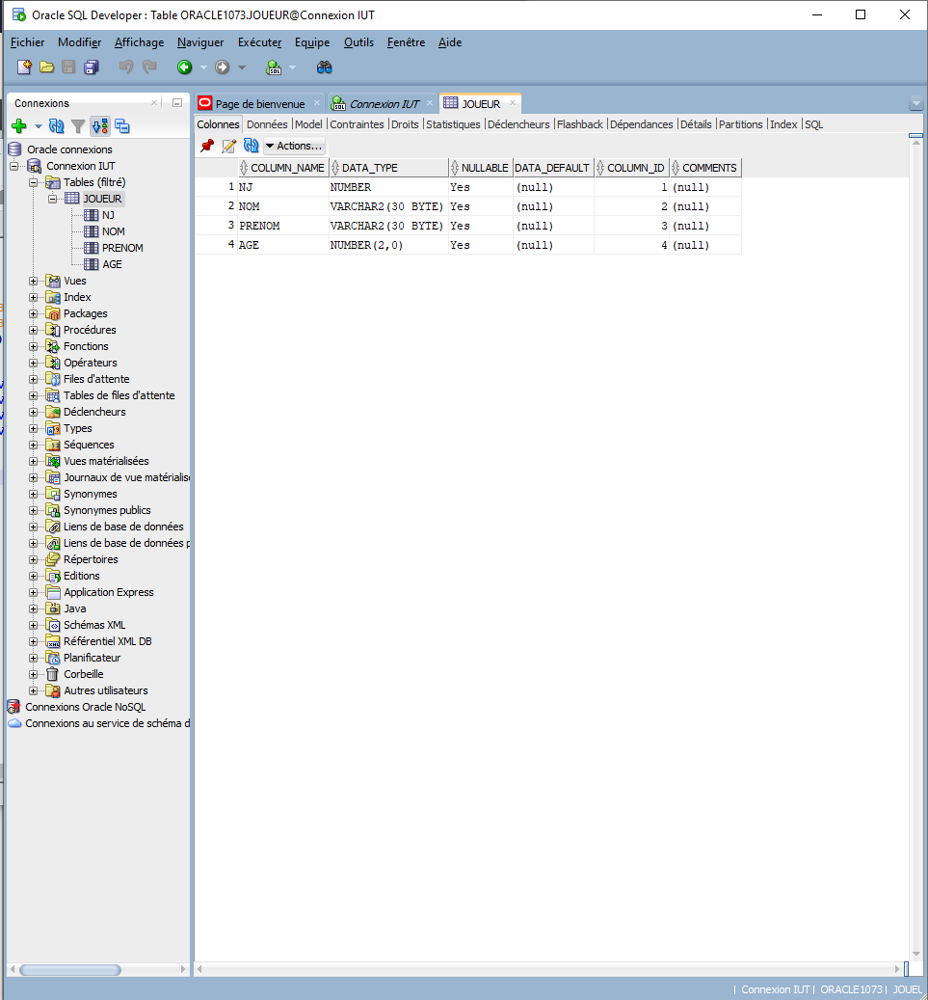 Oracle SQL Developer : Table ORACLE1073.JOUEUR@Connexion IUT
Fichier Modifier Affichage Naviguer Exécuter Equipe Outils Fenêtre Aide
Connexions
Oracle connexions
Connexion IUT
Tables (filtré)
JOUEUR
NJ
NOM
PRENOM
AGE
Vues
Index
Packages
Procédures
Fonctions
Opérateurs
Files d'attente
Tables de files d'attente
Déclencheurs
Types
Séquences
Vues matérialisées
Journaux de vue matérialis
Synonymes
Synonymes publics
Liens de base de données
Liens de base de données p
Répertoires
Editions
Application Express
Java
Schémas XML
Référentiel XML DB
Planificateur
Corbeille
Autres utilisateurs
Connexions Oracle NoSQL
Connexions au service de schéma d
Page de bienvenue Connexion IUT JOUEUR
Colonnes Données Model Contraintes Droits Statistiques Déclencheurs Flashback Dépendances Détails Partitions Index SQL
Actions...
COLUMN_NAME DATA_TYPE NULLABLE DATA_DEFAULT COLUMN_ID COMMENTS
1 NJ NUMBER Yes (null) 1 (null)
2 NOM VARCHAR2(30 BYTE) Yes (null) 2 (null)
3 PRENOM VARCHAR2(30 BYTE) Yes (null) 3 (null)
4 AGE NUMBER(2,0) Yes (null) 4 (null)
| Connexion IUT | ORACLE1073 | JOUEU